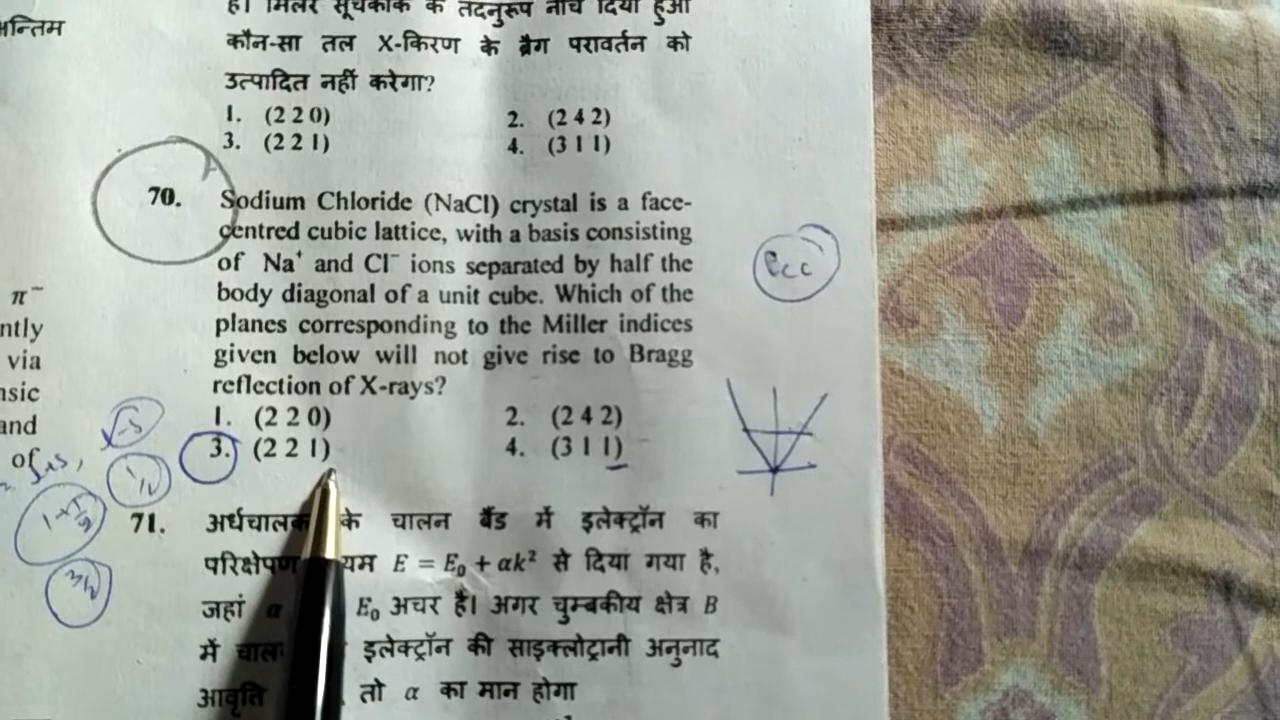 है। मिलर सूचकांक के तदनुरूप नीचे दिया हुआ
अन्तिम
कौन-सा तल X-किरण के ब्रैग परावर्तन को
उत्पादित नहीं करेगा?
1. (2 2 0) 2. (2 4 2)
3. (2 2 1) 4. (3 1 1)
70. Sodium Chloride (NaCl) crystal is a face-
centred cubic lattice, with a basis consisting
of Na⁺ and Cl⁻ ions separated by half the
body diagonal of a unit cube. Which of the
planes corresponding to the Miller indices
given below will not give rise to Bragg
reflection of X-rays?
1. (2 2 0) 2. (2 4 2)
3. (2 2 1) 4. (3 1 1)
π⁻
ntly
via
nsic
and
of
71. अर्धचालक के चालन बैंड में इलेक्ट्रॉन का
परिक्षेपण यम E = E₀ + αk² से दिया गया है,
जहां α E₀ अचर है। अगर चुम्बकीय क्षेत्र B
में चाल इलेक्ट्रॉन की साइक्लोट्रानी अनुनाद
आवृति तो α का मान होगा